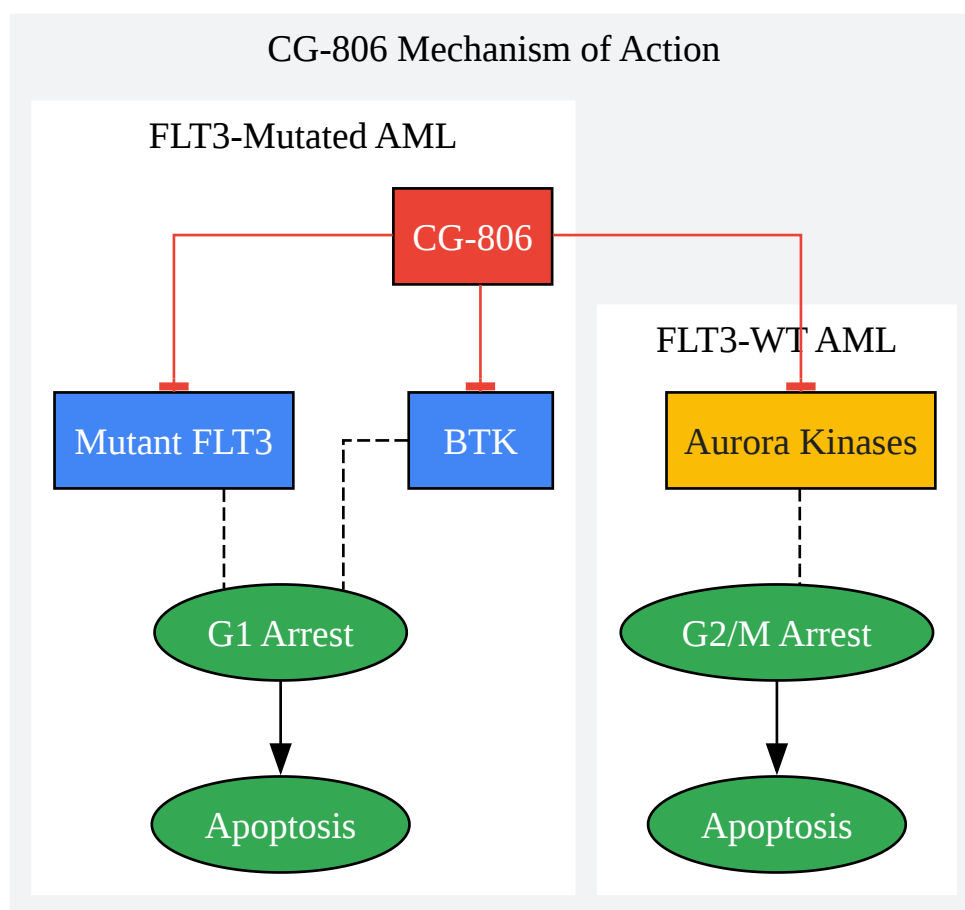 CG-806 Mechanism of Action
FLT3-Mutated AML
CG-806
FLT3-WT AML
Mutant FLT3
BTK
Aurora Kinases
G1 Arrest
G2/M Arrest
Apoptosis
Apoptosis